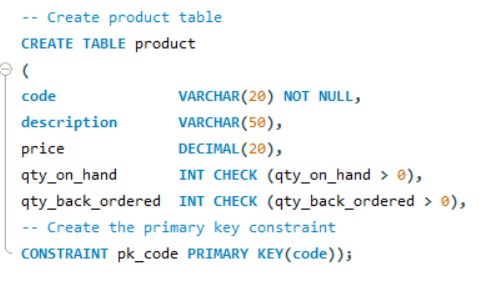 -- Create product table
CREATE TABLE product
(
code VARCHAR(20) NOT NULL,
description VARCHAR(50),
price DECIMAL(20),
qty_on_hand INT CHECK (qty_on_hand > 0),
qty_back_ordered INT CHECK (qty_back_ordered > 0),
-- Create the primary key constraint
CONSTRAINT pk_code PRIMARY KEY(code));